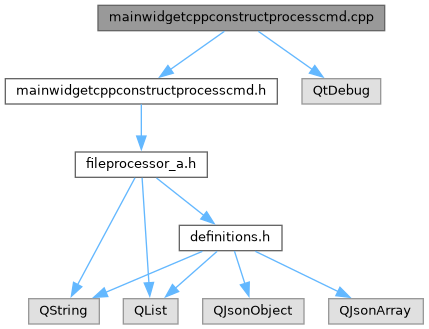 mainwidgetcppconstructprocesscmd.cpp
mainwidgetcppconstructprocesscmd.h
QtDebug
fileprocessor_a.h
definitions.h
QString
QList
QJsonObject
QJsonArray